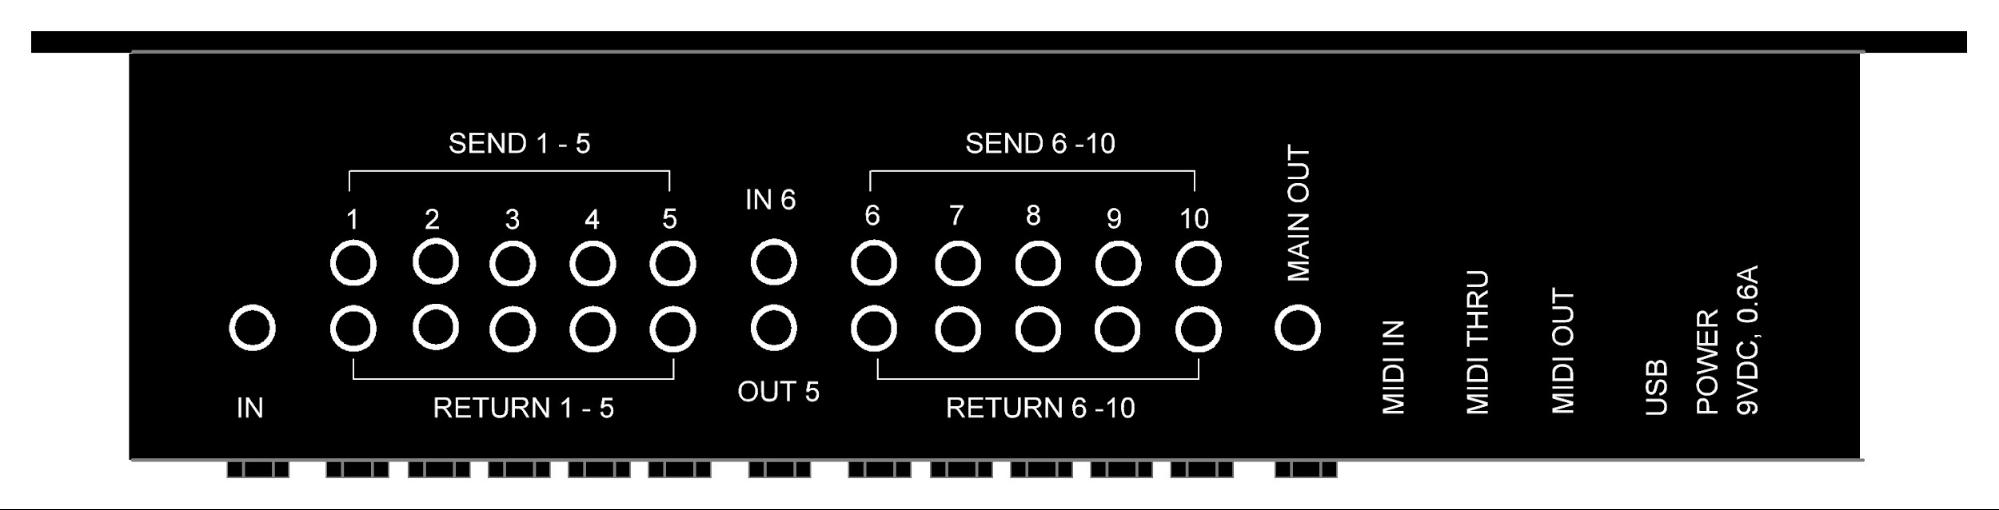 SEND 1 - 5
SEND 6 -10
MAIN OUT
IN 6
1 2 3 4 5
6 7 8 9 10
IN
RETURN 1 - 5
OUT 5
RETURN 6 -10
MIDI IN
MIDI THRU
MIDI OUT
USB
POWER
9VDC, 0.6A